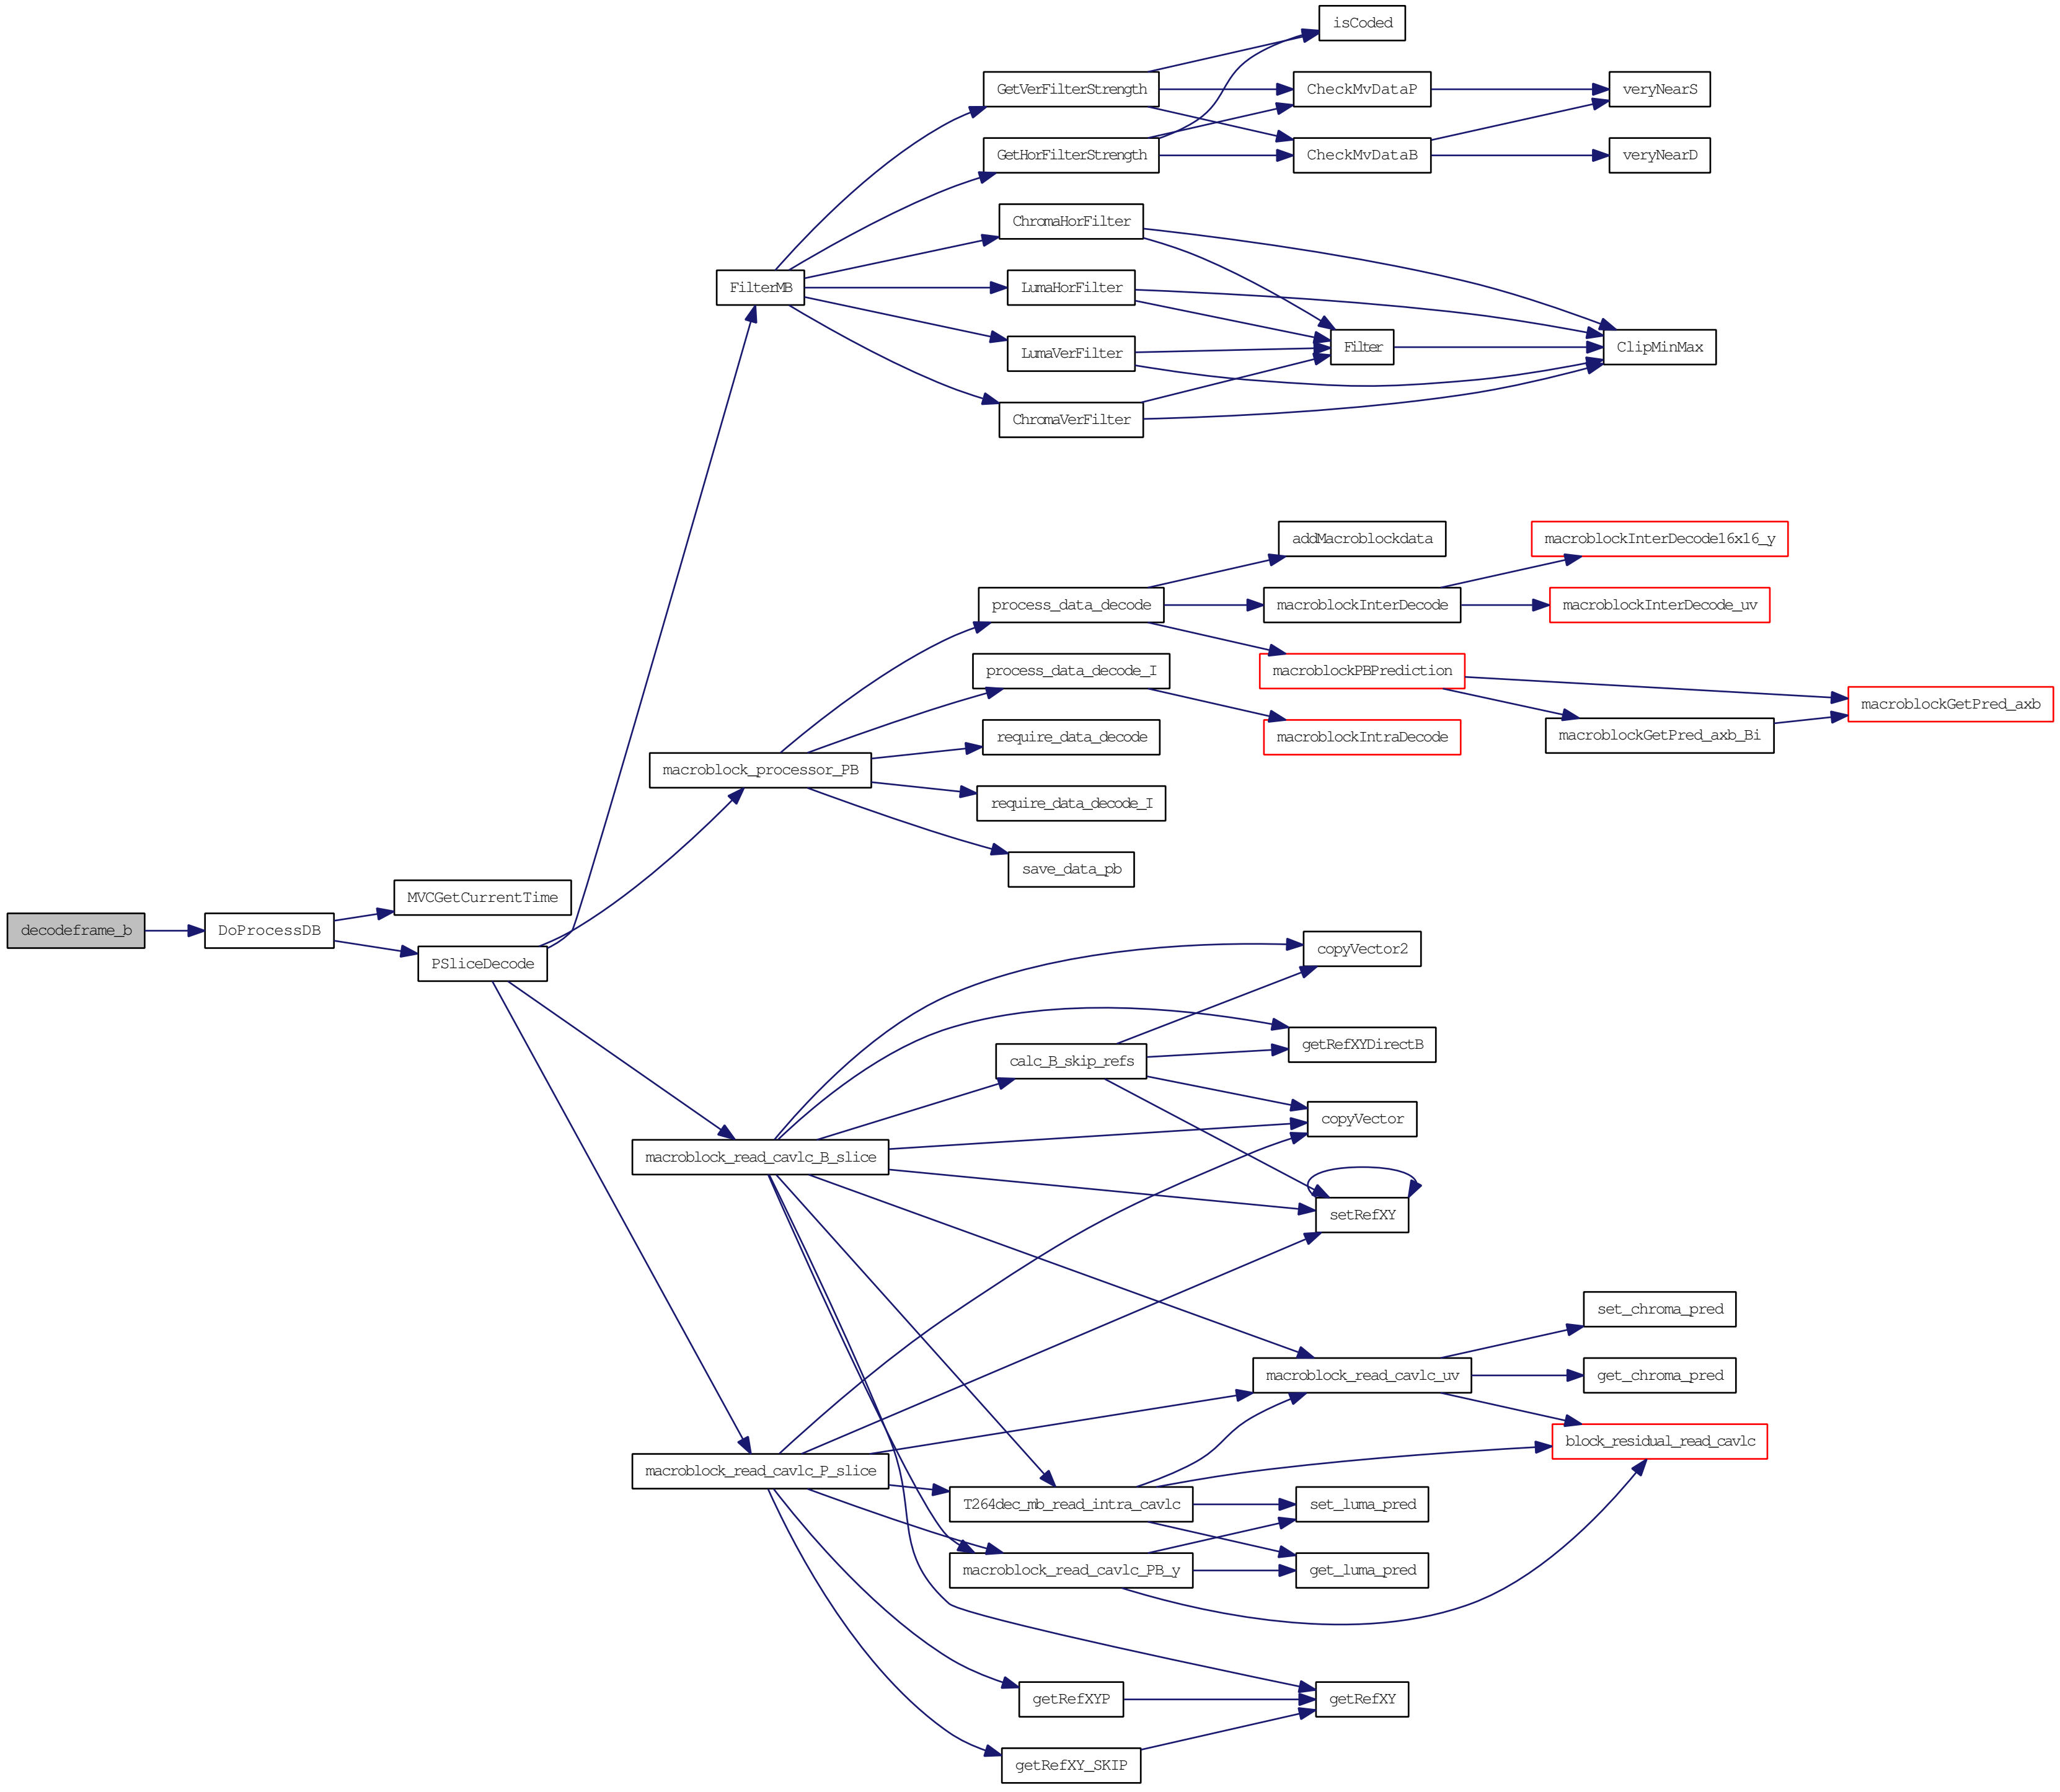 isCoded
GetVerFilterStrength
CheckMvDataP
veryNearS
GetHorFilterStrength
CheckMvDataB
veryNearD
ChromaHorFilter
FilterMB
LumaHorFilter
LumaVerFilter
Filter
ClipMinMax
ChromaVerFilter
addMacroblockdata
macroblockInterDecode16x16_y
process_data_decode
macroblockInterDecode
macroblockInterDecode_uv
process_data_decode_I
macroblockPBPrediction
macroblockGetPred_axb
require_data_decode
macroblockIntraDecode
macroblockGetPred_axb_Bi
macroblock_processor_PB
require_data_decode_I
save_data_pb
MVCGetCurrentTime
decodeframe_b
DoProcessDB
PSliceDecode
copyVector2
getRefXYDirectB
calc_B_skip_refs
copyVector
macroblock_read_cavlc_B_slice
setRefXY
set_chroma_pred
macroblock_read_cavlc_uv
get_chroma_pred
block_residual_read_cavlc
macroblock_read_cavlc_P_slice
T264dec_mb_read_intra_cavlc
set_luma_pred
macroblock_read_cavlc_PB_y
get_luma_pred
getRefXYP
getRefXY
getRefXY_SKIP